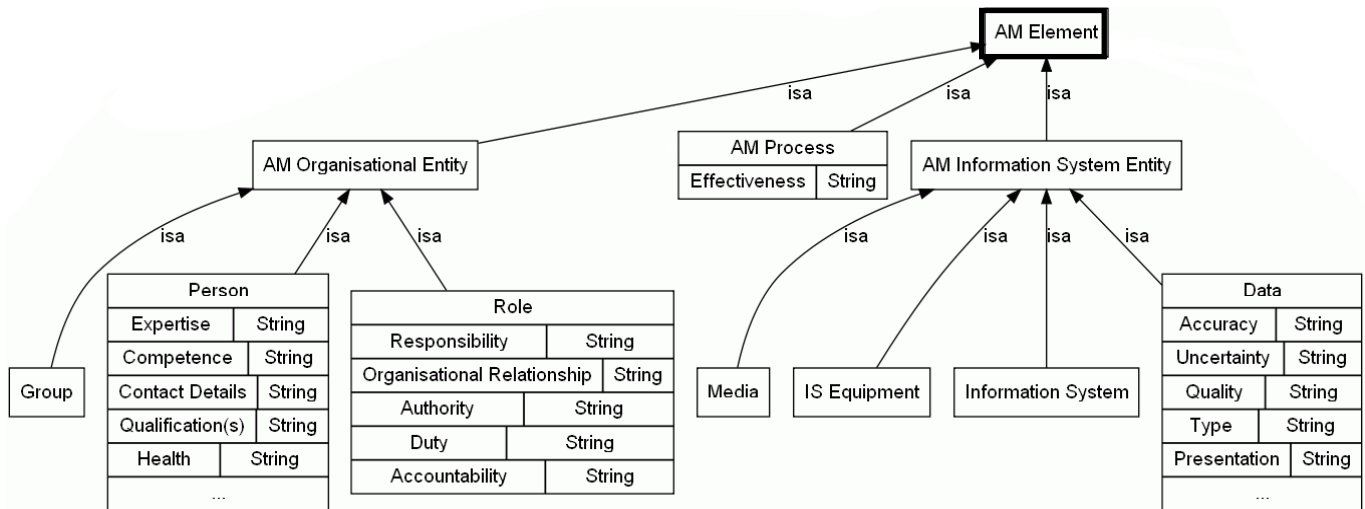 AM Element
isa isa isa
AM Organisational Entity
AM Process
Effectiveness String
AM Information System Entity
isa isa isa
isa isa isa isa
Group
Person
Expertise String
Competence String
Contact Details String
Qualification(s) String
Health String
...
Role
Responsibility String
Organisational Relationship String
Authority String
Duty String
Accountability String
Media
IS Equipment
Information System
Data
Accuracy String
Uncertainty String
Quality String
Type String
Presentation String
...